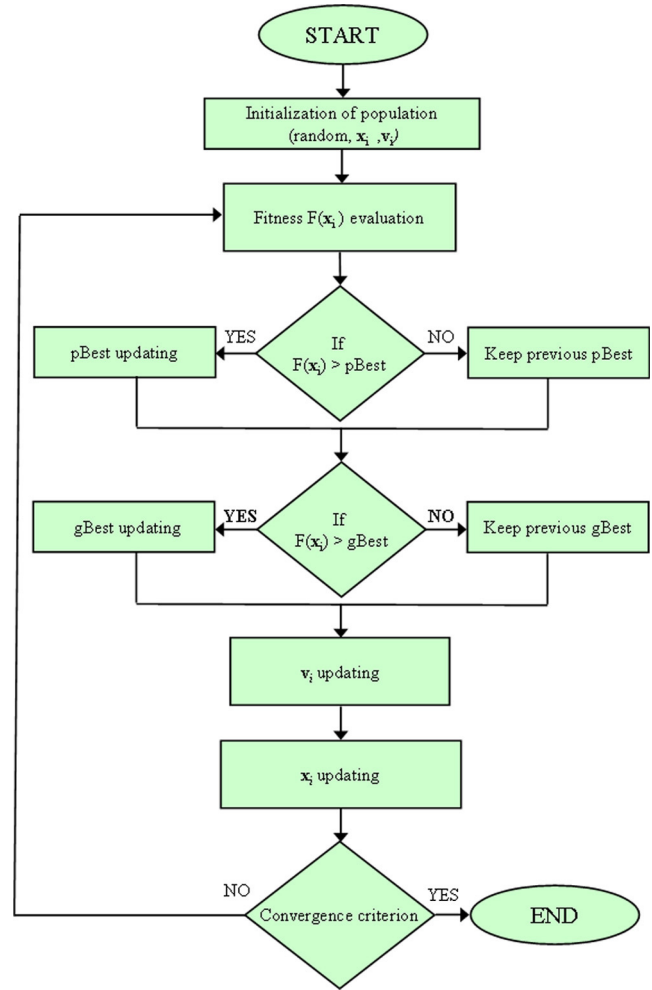 START
Initialization of population
(random, xi ,vi)
Fitness F(xi) evaluation
YES
If
F(xi) > pBest
NO
pBest updating
Keep previous pBest
YES
If
F(xi) > gBest
NO
gBest updating
Keep previous gBest
vi updating
xi updating
NO
Convergence criterion
YES
END